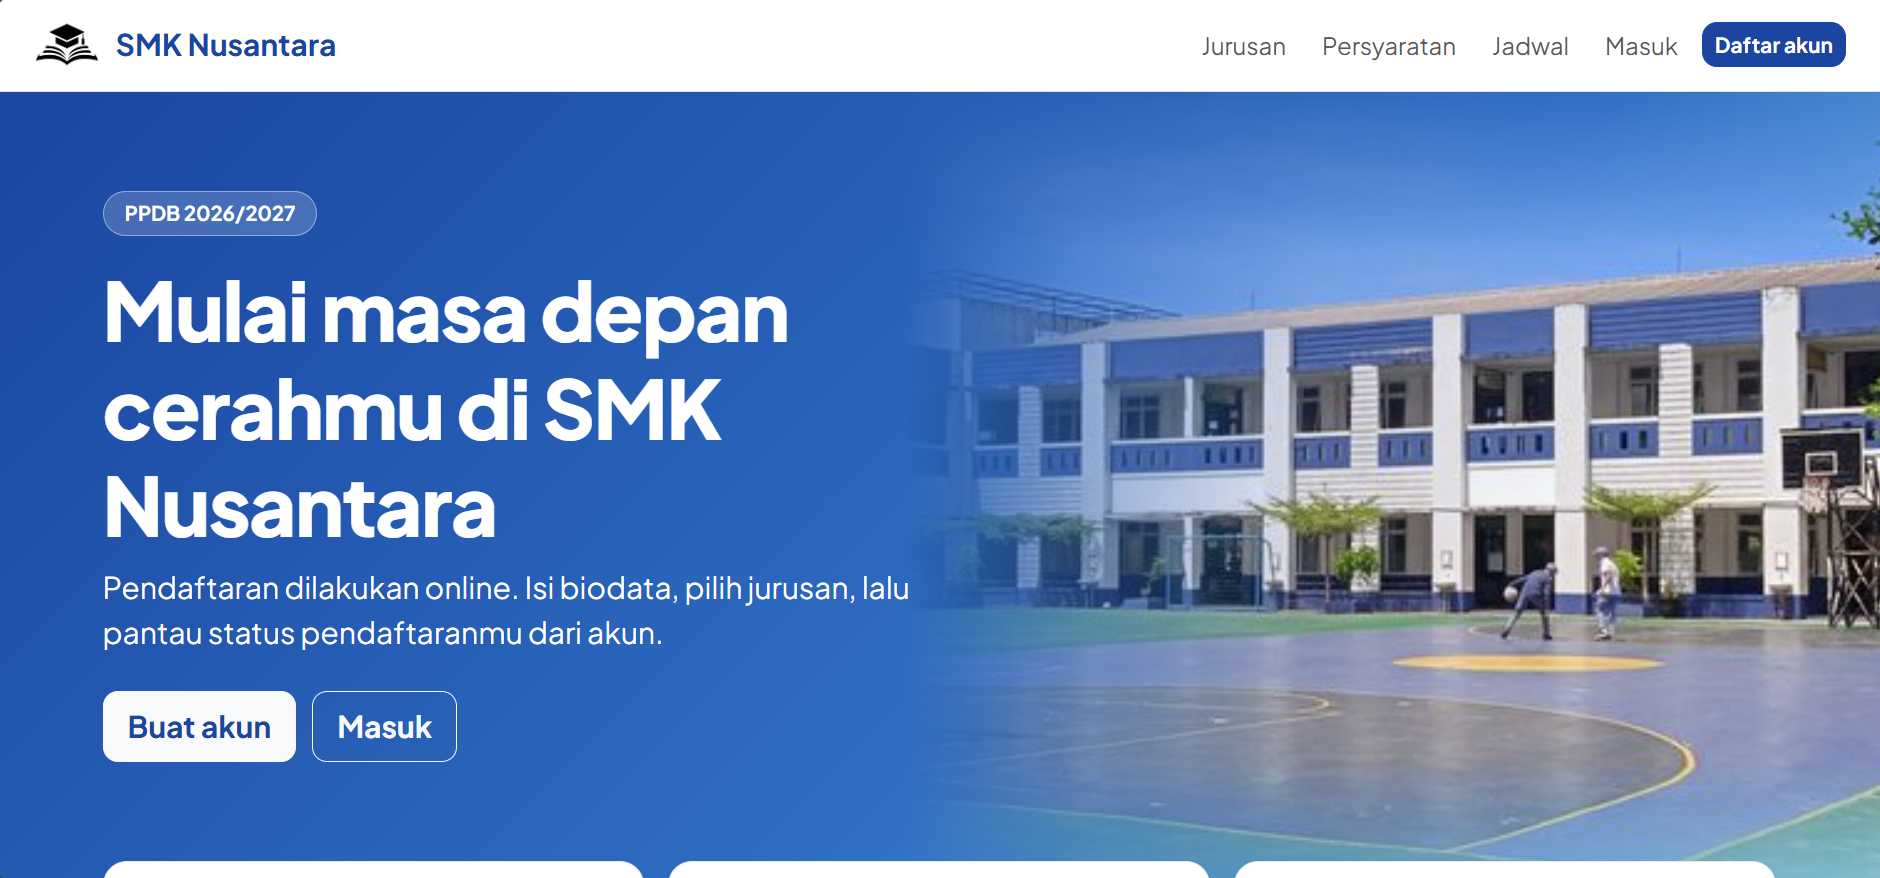 SMK Nusantara
Jurusan
Persyaratan
Jadwal
Masuk
Daftar akun
PPDB 2026/2027
Mulai masa depan
cerahmu di SMK
Nusantara
Pendaftaran dilakukan online. Isi biodata, pilih jurusan, lalu
pantau status pendaftaranmu dari akun.
Buat akun
Masuk